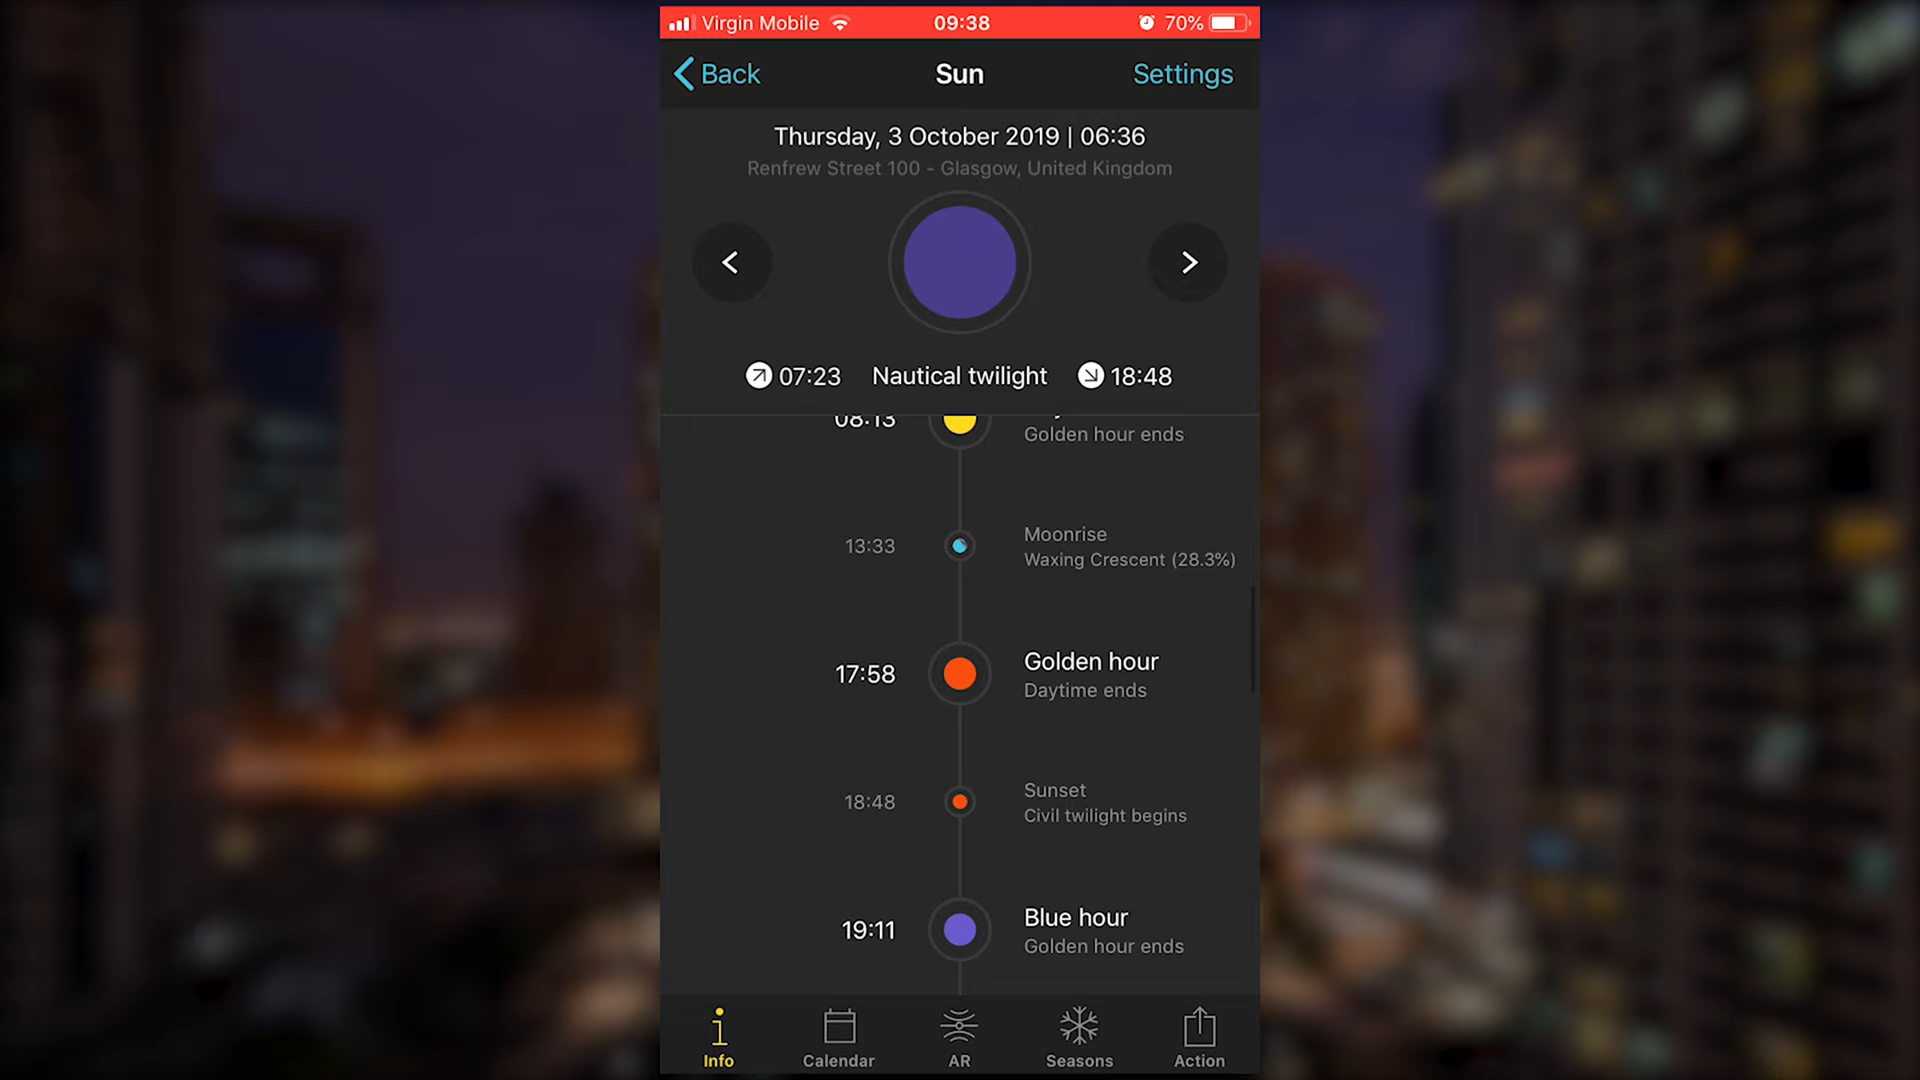 Virgin Mobile 09:38 70%
Back Sun Settings
Thursday, 3 October 2019 | 06:36
Renfrew Street 100 - Glasgow, United Kingdom
07:23 Nautical twilight 18:48
08:13
Golden hour ends
13:33 Moonrise
Waxing Crescent (28.3%)
17:58 Golden hour
Daytime ends
18:48 Sunset
Civil twilight begins
19:11 Blue hour
Golden hour ends
Info Calendar AR Seasons Action